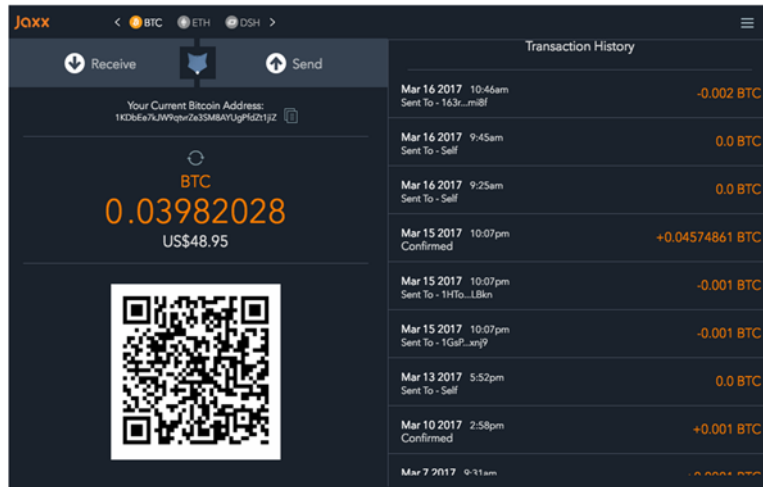 Jaxx
BTC
ETH
DSH
Receive
Send
Your Current Bitcoin Address:
BTC
0.03982028
US$48.95
Transaction History
Mar 16 2017 10:46am
Sent To - 163r...mi8f
-0.002 BTC
Mar 16 2017 9:45am
Sent To - Self
0.0 BTC
Mar 16 2017 9:25am
Sent To - Self
0.0 BTC
Mar 15 2017 10:07pm
Confirmed
+0.04574861 BTC
Mar 15 2017 10:07pm
Sent To - 1HTo...LBkn
-0.001 BTC
Mar 15 2017 10:07pm
Sent To - 1GsP...xnj9
-0.001 BTC
Mar 13 2017 5:52pm
Sent To - Self
0.0 BTC
Mar 10 2017 2:58pm
Confirmed
+0.001 BTC
Mar 7 2017 9:31am